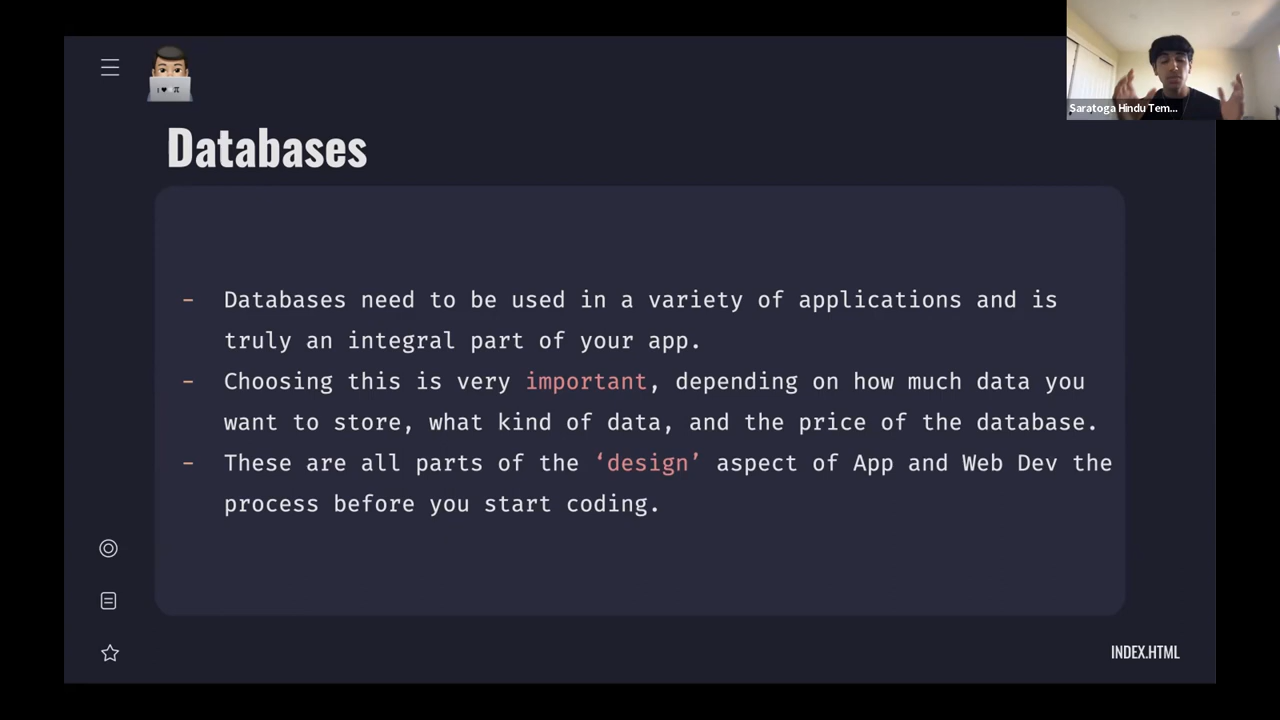 I ♥ π
Saratoga Hindu Tem...
Databases
- Databases need to be used in a variety of applications and is
truly an integral part of your app.
- Choosing this is very important, depending on how much data you
want to store, what kind of data, and the price of the database.
- These are all parts of the ‘design’ aspect of App and Web Dev the
process before you start coding.
INDEX.HTML